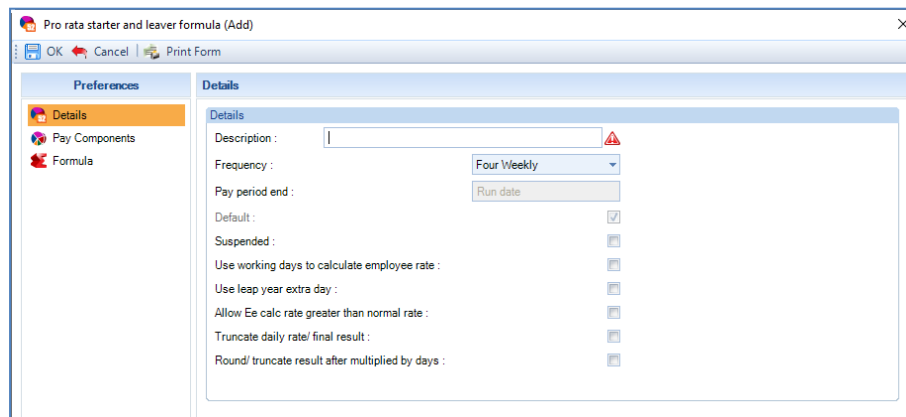 Pro rata starter and leaver formula (Add)
OK Cancel Print Form
Preferences
Details
Pay Components
Formula
Details
Details
Description :
Frequency : Four Weekly
Pay period end : Run date
Default :
Suspended :
Use working days to calculate employee rate :
Use leap year extra day :
Allow Ee calc rate greater than normal rate :
Truncate daily rate/ final result :
Round/ truncate result after multiplied by days :